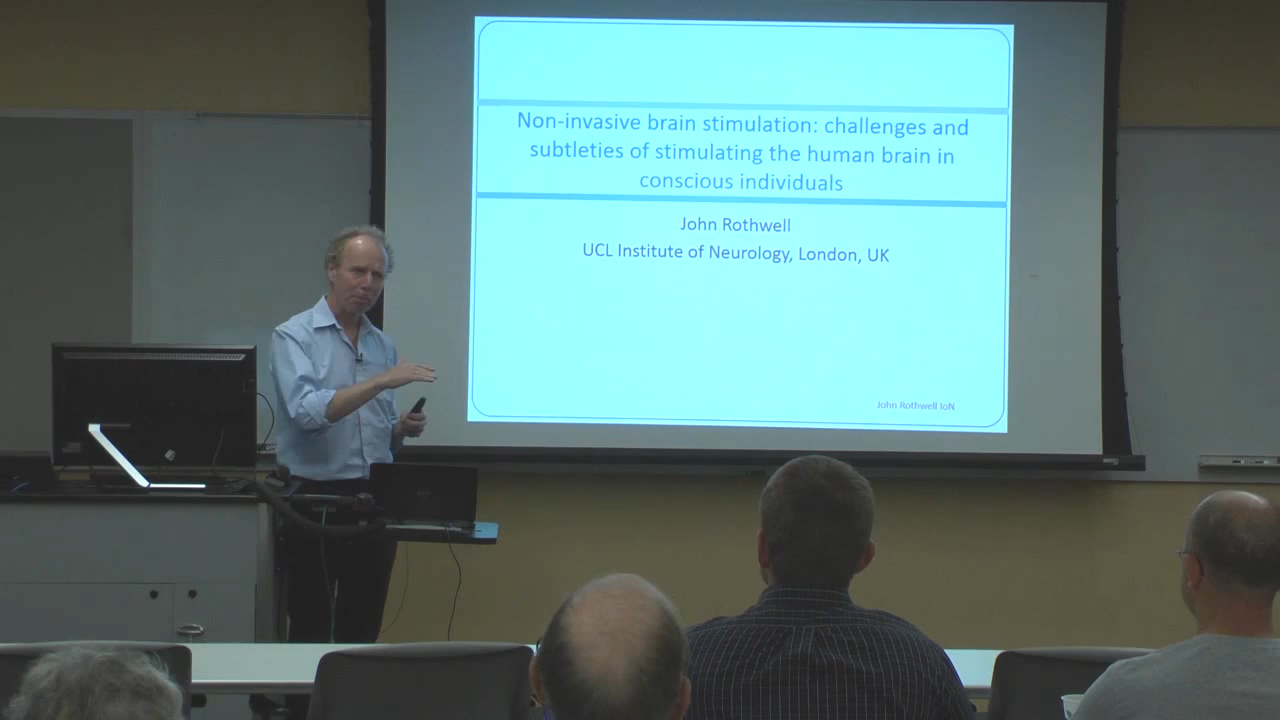 Non-invasive brain stimulation: challenges and
subtleties of stimulating the human brain in
conscious individuals
John Rothwell
UCL Institute of Neurology, London, UK
John Rothwell IoN